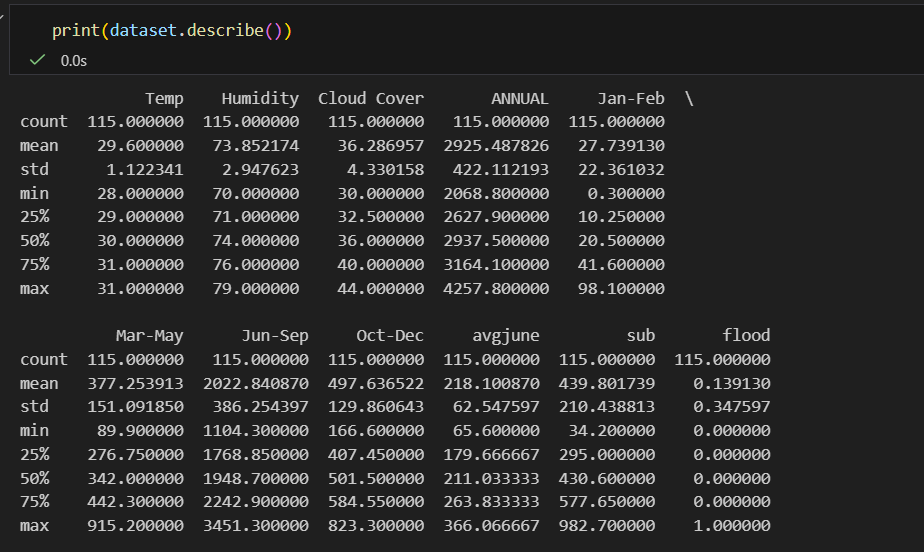 print(dataset.describe())
0.0s
Temp Humidity Cloud Cover ANNUAL Jan-Feb \
count 115.000000 115.000000 115.000000 115.000000 115.000000
mean 29.600000 73.852174 36.286957 2925.487826 27.739130
std 1.122341 2.947623 4.330158 422.112193 22.361032
min 28.000000 70.000000 30.000000 2068.800000 0.300000
25% 29.000000 71.000000 32.500000 2627.900000 10.250000
50% 30.000000 74.000000 36.000000 2937.500000 20.500000
75% 31.000000 76.000000 40.000000 3164.100000 41.600000
max 31.000000 79.000000 44.000000 4257.800000 98.100000
Mar-May Jun-Sep Oct-Dec avgjune sub flood
count 115.000000 115.000000 115.000000 115.000000 115.000000 115.000000
mean 377.253913 2022.840870 497.636522 218.100870 439.801739 0.139130
std 151.091850 386.254397 129.860643 62.547597 210.438813 0.347597
min 89.900000 1104.300000 166.600000 65.600000 34.200000 0.000000
25% 276.750000 1768.850000 407.450000 179.666667 295.000000 0.000000
50% 342.000000 1948.700000 501.500000 211.033333 430.600000 0.000000
75% 442.300000 2242.900000 584.550000 263.833333 577.650000 0.000000
max 915.200000 3451.300000 823.300000 366.066667 982.700000 1.000000